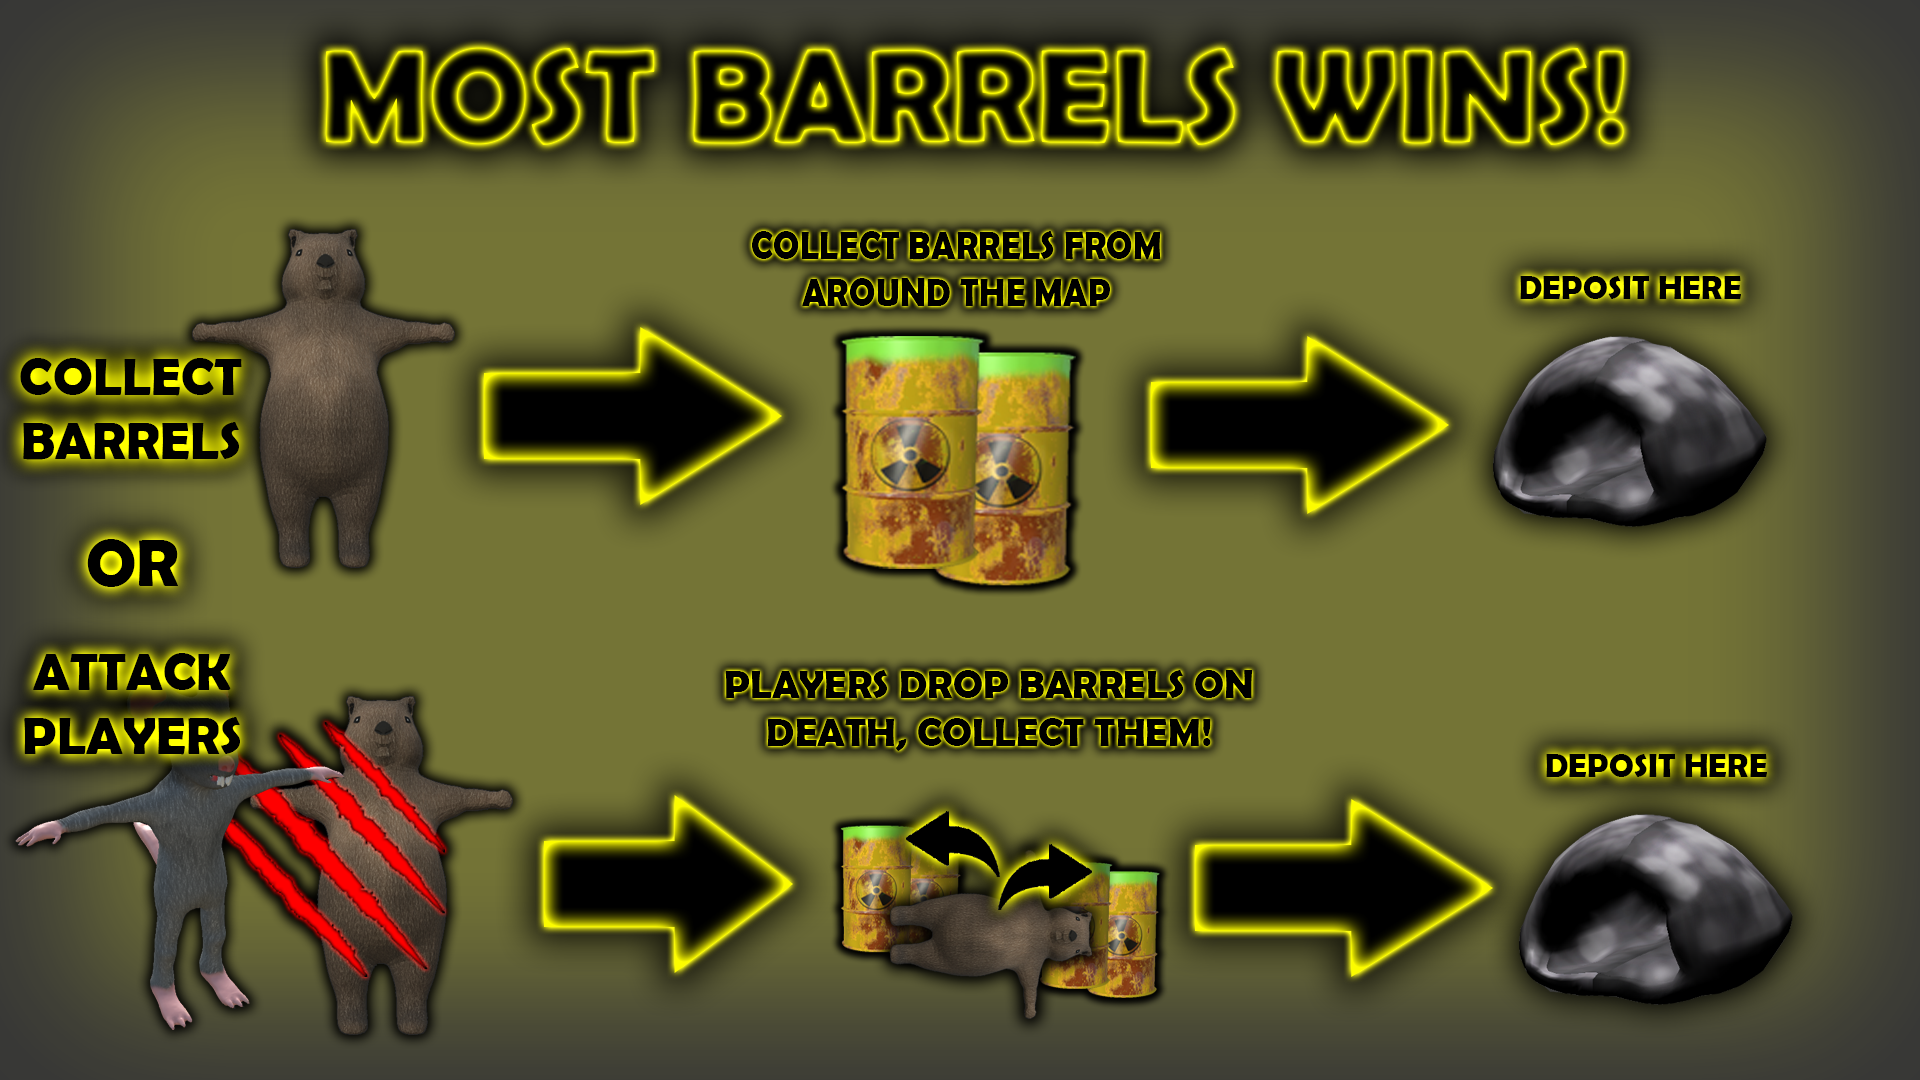 MOST BARRELS WINS!
COLLECT BARRELS FROM
AROUND THE MAP
DEPOSIT HERE
COLLECT
BARRELS
OR
ATTACK
PLAYERS
PLAYERS DROP BARRELS ON
DEATH, COLLECT THEM!
DEPOSIT HERE